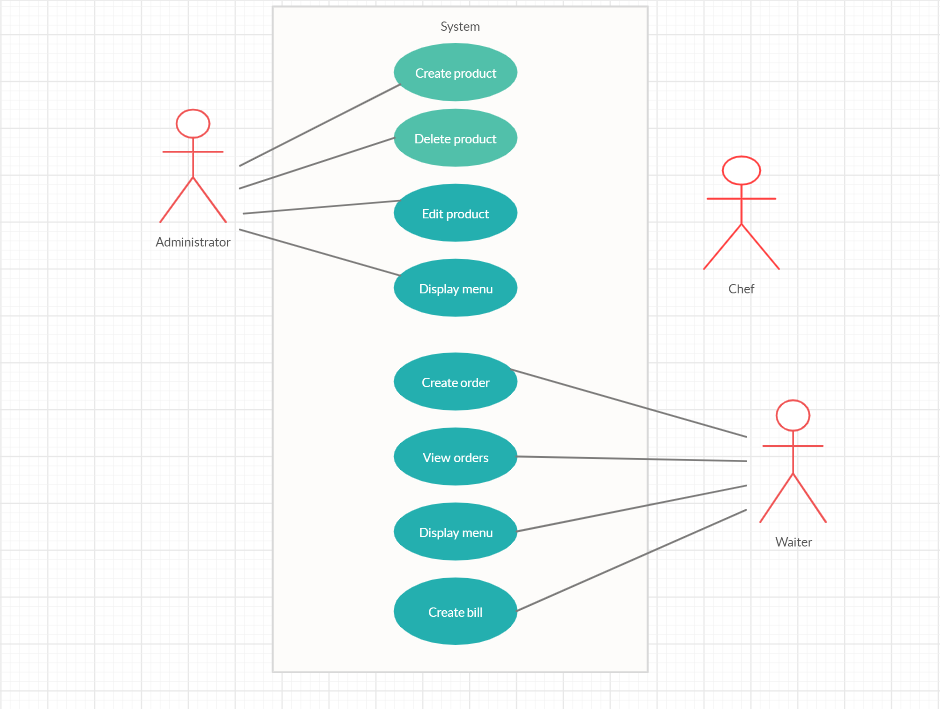 System
Create product
Delete product
Edit product
Administrator
Display menu
Chef
Create order
View orders
Display menu
Waiter
Create bill